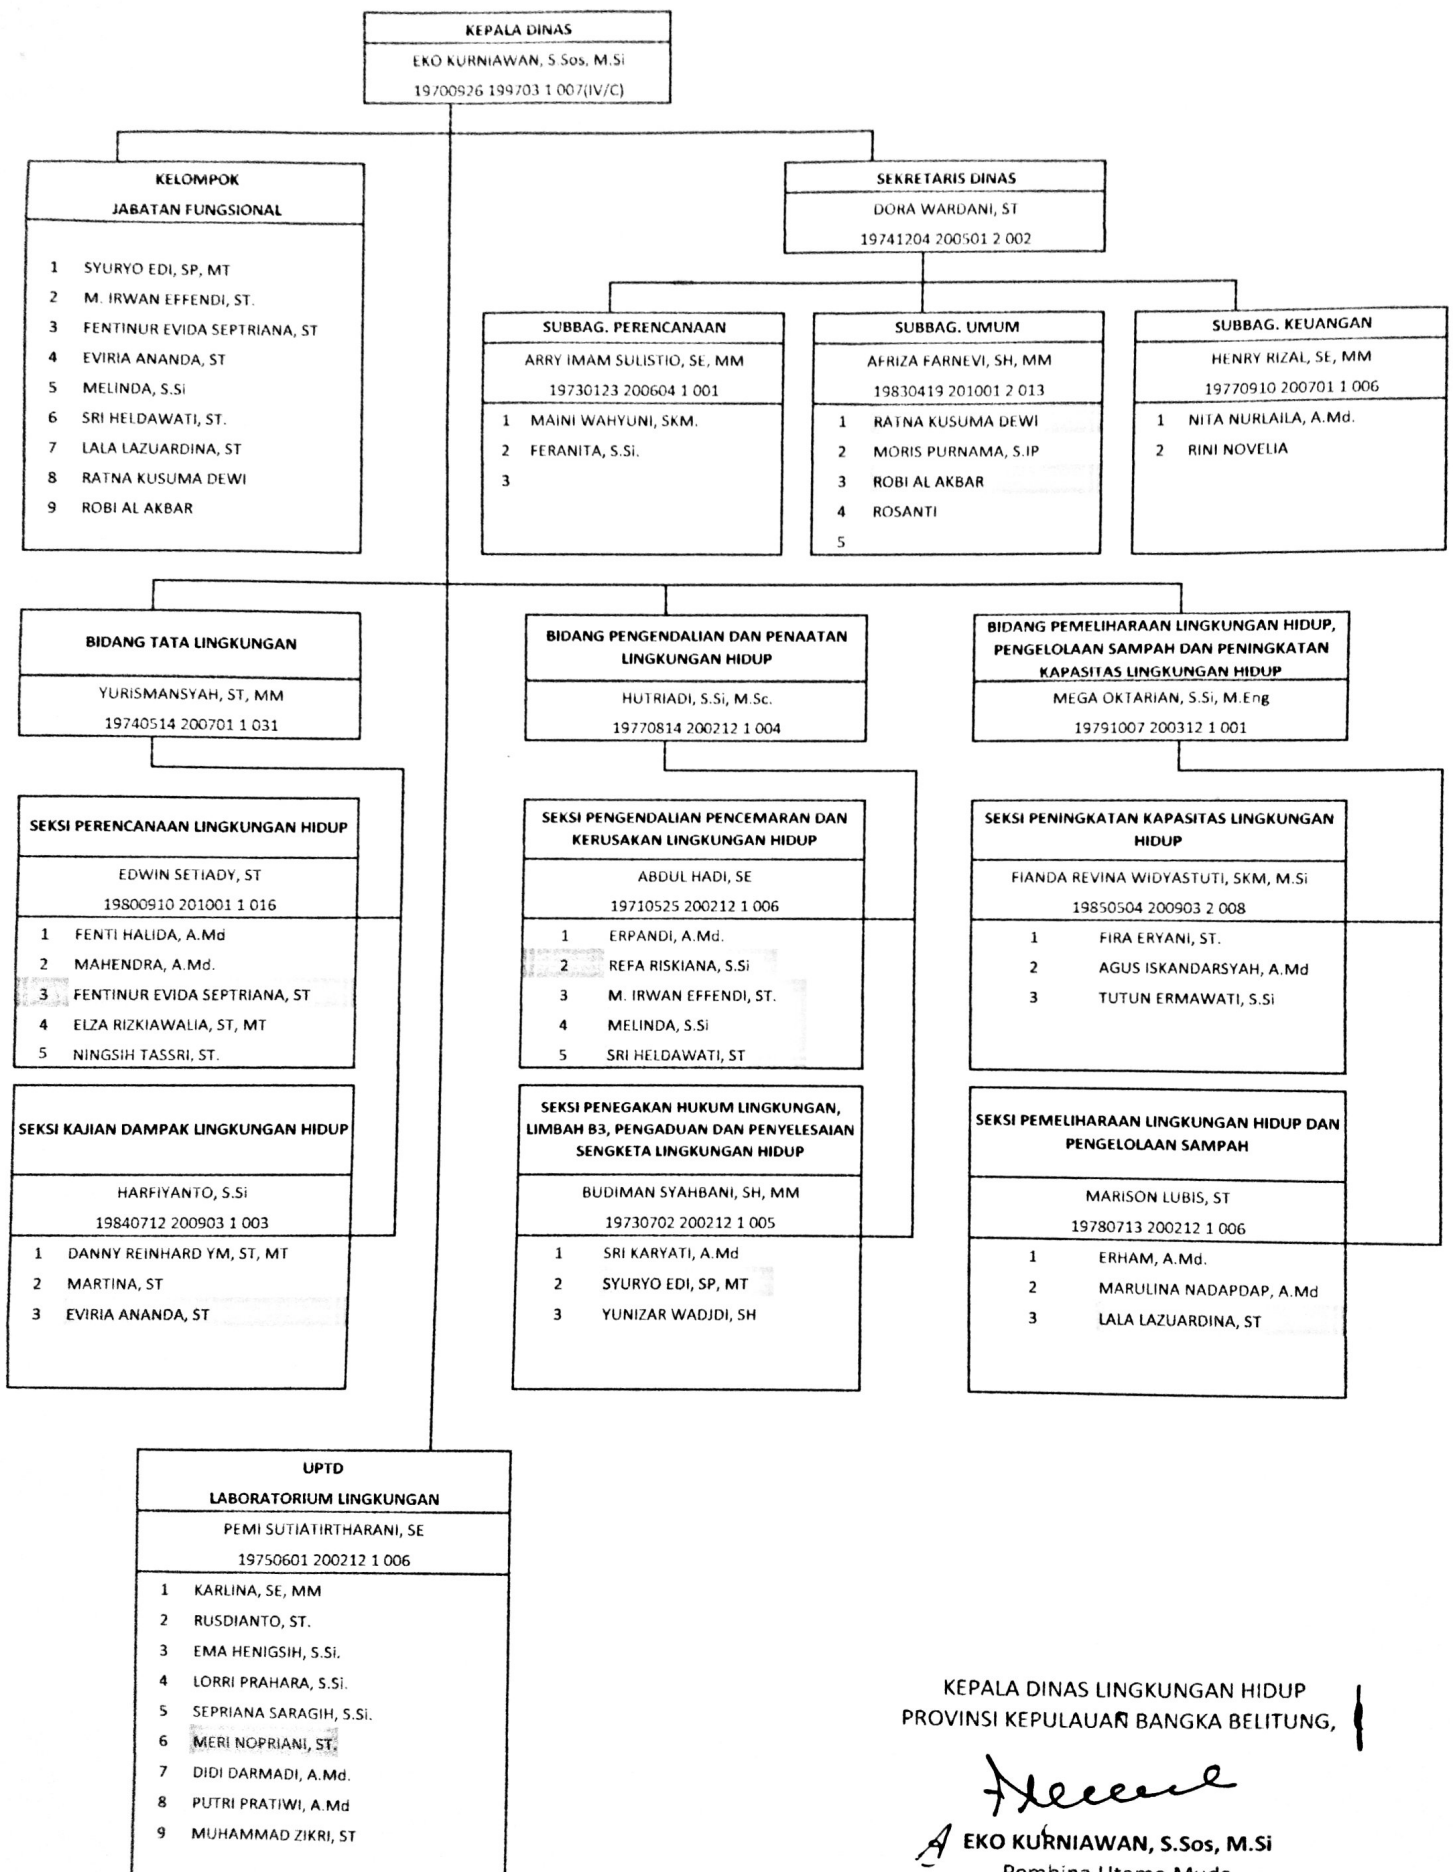 KEPALA DINAS
EKO KURNIAWAN, S.Sos, M.Si
19700926 199703 1 007(IV/C)
KELOMPOK
JABATAN FUNGSIONAL
1 SYURYO EDI, SP, MT
2 M. IRWAN EFFENDI, ST.
3 FENTINUR EVIDA SEPTRIANA, ST
4 EVIRIA ANANDA, ST
5 MELINDA, S.Si
6 SRI HELDAWATI, ST.
7 LALA LAZUARDINA, ST
8 RATNA KUSUMA DEWI
9 ROBI AL AKBAR
SEKRETARIS DINAS
DORA WARDANI, ST
19741204 200501 2 002
SUBBAG. PERENCANAAN
ARRY IMAM SULISTIO, SE, MM
19730123 200604 1 001
1 MAINI WAHYUNI, SKM.
2 FERANITA, S.Si.
3
SUBBAG. UMUM
AFRIZA FARNEVI, SH, MM
19830419 201001 2 013
1 RATNA KUSUMA DEWI
2 MORIS PURNAMA, S.IP
3 ROBI AL AKBAR
4 ROSANTI
5
SUBBAG. KEUANGAN
HENRY RIZAL, SE, MM
19770910 200701 1 006
1 NITA NURLAILA, A.Md.
2 RINI NOVELIA
BIDANG TATA LINGKUNGAN
YURISMANSYAH, ST, MM
19740514 200701 1 031
BIDANG PENGENDALIAN DAN PENAATAN
LINGKUNGAN HIDUP
HUTRIADI, S.Si, M.Sc.
19770814 200212 1 004
BIDANG PEMELIHARAAN LINGKUNGAN HIDUP,
PENGELOLAAN SAMPAH DAN PENINGKATAN
KAPASITAS LINGKUNGAN HIDUP
MEGA OKTARIAN, S.Si, M.Eng
19791007 200312 1 001
SEKSI PERENCANAAN LINGKUNGAN HIDUP
EDWIN SETIADY, ST
19800910 201001 1 016
1 FENTI HALIDA, A.Md
2 MAHENDRA, A.Md.
3 FENTINUR EVIDA SEPTRIANA, ST
4 ELZA RIZKIAWALIA, ST, MT
5 NINGSIH TASSRI, ST.
SEKSI PENGENDALIAN PENCEMARAN DAN
KERUSAKAN LINGKUNGAN HIDUP
ABDUL HADI, SE
19710525 200212 1 006
1 ERPANDI, A.Md.
2 REFA RISKIANA, S.Si
3 M. IRWAN EFFENDI, ST.
4 MELINDA, S.Si
5 SRI HELDAWATI, ST
SEKSI PENINGKATAN KAPASITAS LINGKUNGAN
HIDUP
FIANDA REVINA WIDYASTUTI, SKM, M.Si
19850504 200903 2 008
1 FIRA ERYANI, ST.
2 AGUS ISKANDARSYAH, A.Md
3 TUTUN ERMAWATI, S.Si
SEKSI KAJIAN DAMPAK LINGKUNGAN HIDUP
HARFIYANTO, S.Si
19840712 200903 1 003
1 DANNY REINHARD YM, ST, MT
2 MARTINA, ST
3 EVIRIA ANANDA, ST
SEKSI PENEGAKAN HUKUM LINGKUNGAN,
LIMBAH B3, PENGADUAN DAN PENYELESAIAN
SENGKETA LINGKUNGAN HIDUP
BUDIMAN SYAHBANI, SH, MM
19730702 200212 1 005
1 SRI KARYATI, A.Md
2 SYURYO EDI, SP, MT
3 YUNIZAR WADJDI, SH
SEKSI PEMELIHARAAN LINGKUNGAN HIDUP DAN
PENGELOLAAN SAMPAH
MARISON LUBIS, ST
19780713 200212 1 006
1 ERHAM, A.Md.
2 MARULINA NADAPDAP, A.Md
3 LALA LAZUARDINA, ST
UPTD
LABORATORIUM LINGKUNGAN
PEMI SUTIATIRTHARANI, SE
19750601 200212 1 006
1 KARLINA, SE, MM
2 RUSDIANTO, ST.
3 EMA HENIGSIH, S.Si.
4 LORRI PRAHARA, S.Si.
5 SEPRIANA SARAGIH, S.Si.
6 MERI NOPRIANI, ST.
7 DIDI DARMADI, A.Md.
8 PUTRI PRATIWI, A.Md
9 MUHAMMAD ZIKRI, ST
KEPALA DINAS LINGKUNGAN HIDUP
PROVINSI KEPULAUAN BANGKA BELITUNG,
EKO KURNIAWAN, S.Sos, M.Si
Pembina Utama Muda